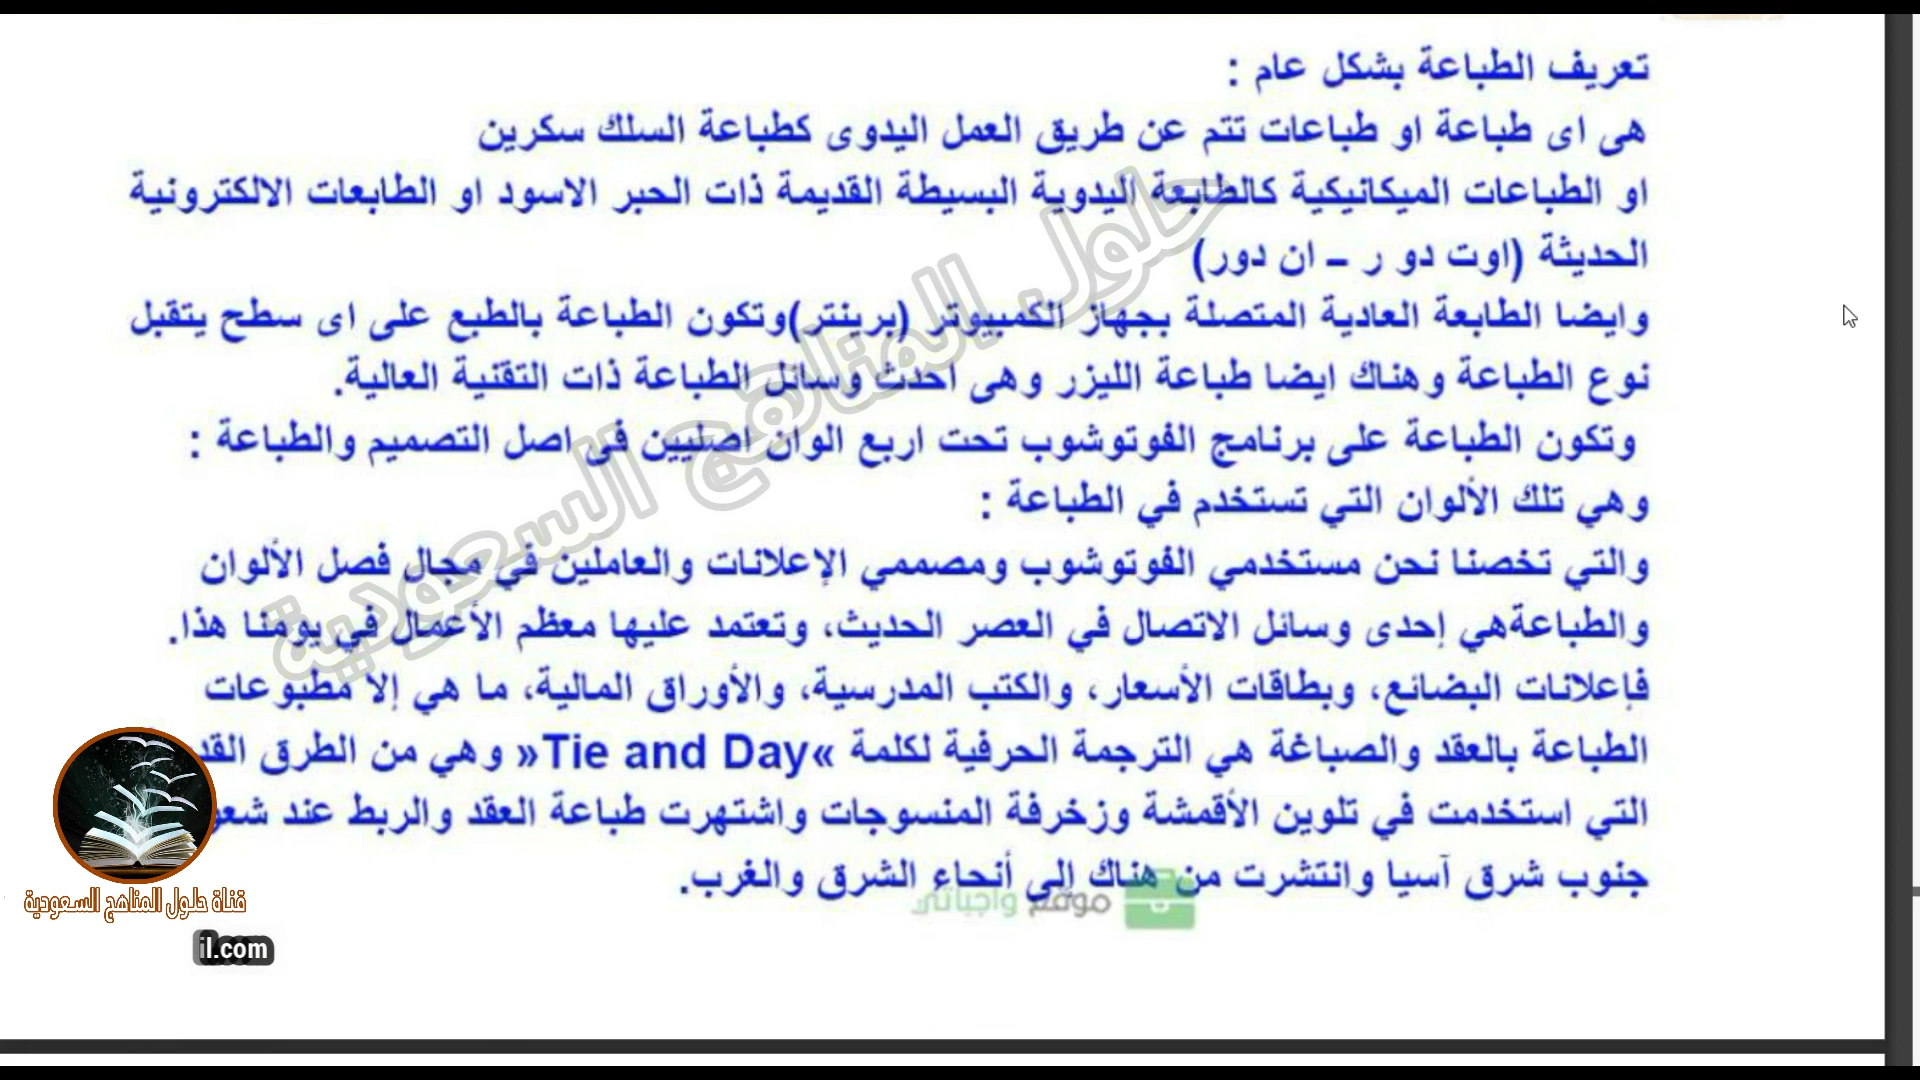 تعريف الطباعة بشكل عام :
هى اى طباعة او طباعات تتم عن طريق العمل اليدوى كطباعة السلك سكرين
او الطباعات الميكانيكية كالطابعة اليدوية البسيطة القديمة ذات الحبر الاسود او الطابعات الالكترونية
الحديثة (اوت دو ر – ان دور)
وايضا الطابعة العادية المتصلة بجهاز الكمبيوتر (برينتر)وتكون الطباعة بالطبع على اى سطح يتقبل
نوع الطباعة وهناك ايضا طباعة الليزر وهى احدث وسائل الطباعة ذات التقنية العالية.
وتكون الطباعة على برنامج الفوتوشوب تحت اربع الوان اصليين فى اصل التصميم والطباعة :
وهي تلك الألوان التي تستخدم في الطباعة :
والتي تخصنا نحن مستخدمي الفوتوشوب ومصممي الإعلانات والعاملين في مجال فصل الألوان
والطباعةهي إحدى وسائل الاتصال في العصر الحديث، وتعتمد عليها معظم الأعمال في يومنا هذا.
فإعلانات البضائع، وبطاقات الأسعار، والكتب المدرسية، والأوراق المالية، ما هي إلا مطبوعات
الطباعة بالعقد والصباغة هي الترجمة الحرفية لكلمة »Tie and Day« وهي من الطرق
التي استخدمت في تلوين الأقمشة وزخرفة المنسوجات واشتهرت طباعة العقد والربط عند
جنوب شرق آسيا وانتشرت من هناك إلى أنحاء الشرق والغرب.
حلول المناهج السعودية
موقع واجباتي
قناة حلول المناهج السعودية
il.com